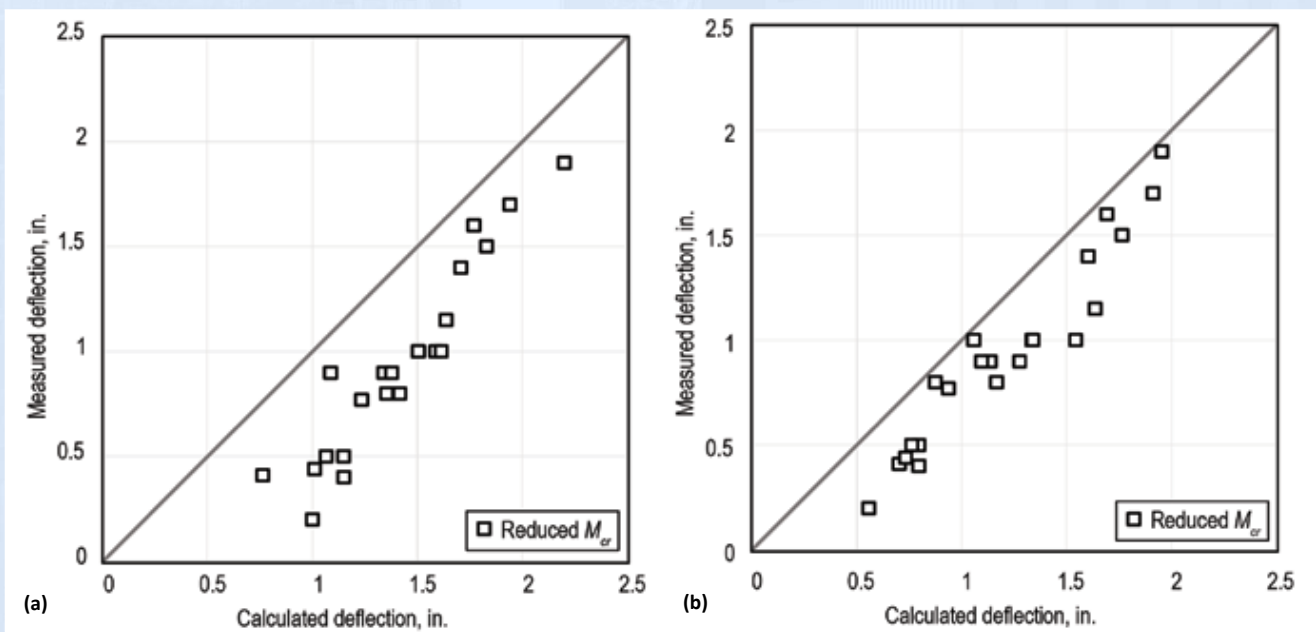 2.5
2
1.5
1
0.5
0
0 0.5 1 1.5 2 2.5
Measured deflection, in.
Calculated deflection, in.
Reduced M_cr
(a)
2.5
2
1.5
1
0.5
0
0 0.5 1 1.5 2 2.5
Measured deflection, in.
Calculated deflection, in.
Reduced M_cr
(b)